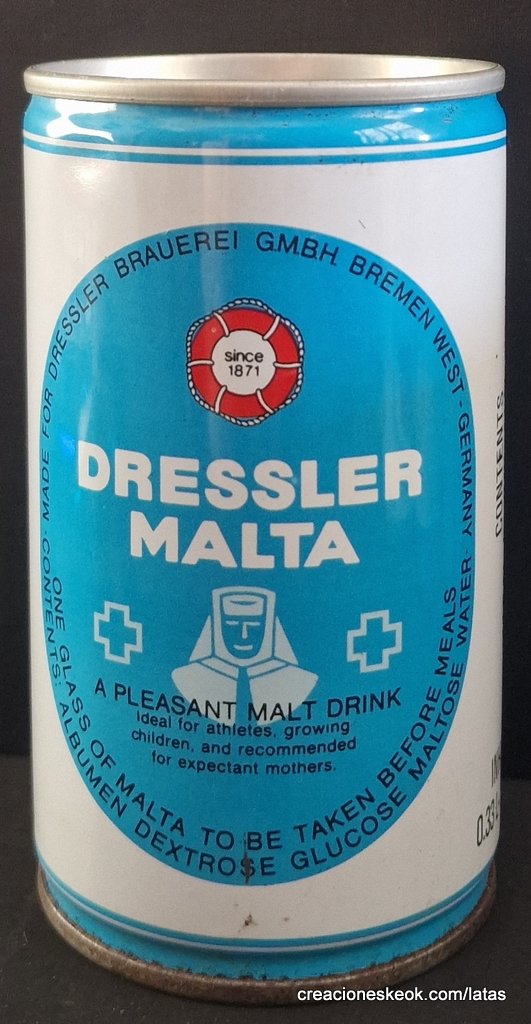 MADE FOR DRESSLER BRAUEREI G.M.B.H. BREMEN WEST-GERMANY
since
1871
DRESSLER
MALTA
A PLEASANT MALT DRINK
Ideal for athletes, growing
children, and recommended
for expectant mothers.
ONE GLASS OF MALTA TO BE TAKEN BEFORE MEALS
CONTENTS: ALBUMEN DEXTROSE GLUCOSE MALTOSE WATER
CONTENTS
0.33
creacioneskeok.com/latas